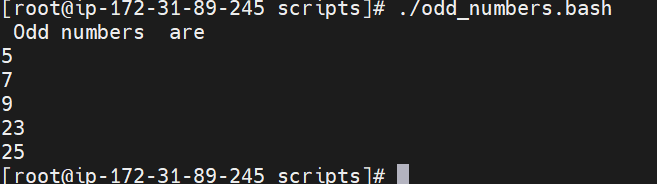 [root@ip-172-31-89-245 scripts]# ./odd_numbers.bash
 Odd numbers  are
5
7
9
23
25
[root@ip-172-31-89-245 scripts]#